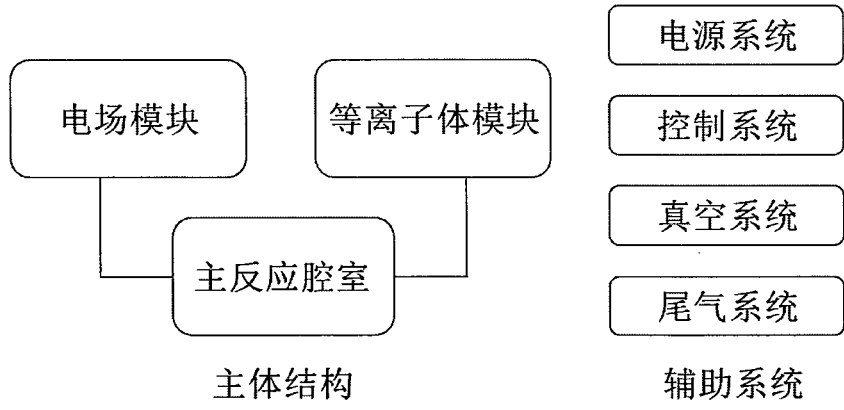 电场模块
等离子体模块
主反应腔室
主体结构
电源系统
控制系统
真空系统
尾气系统
辅助系统